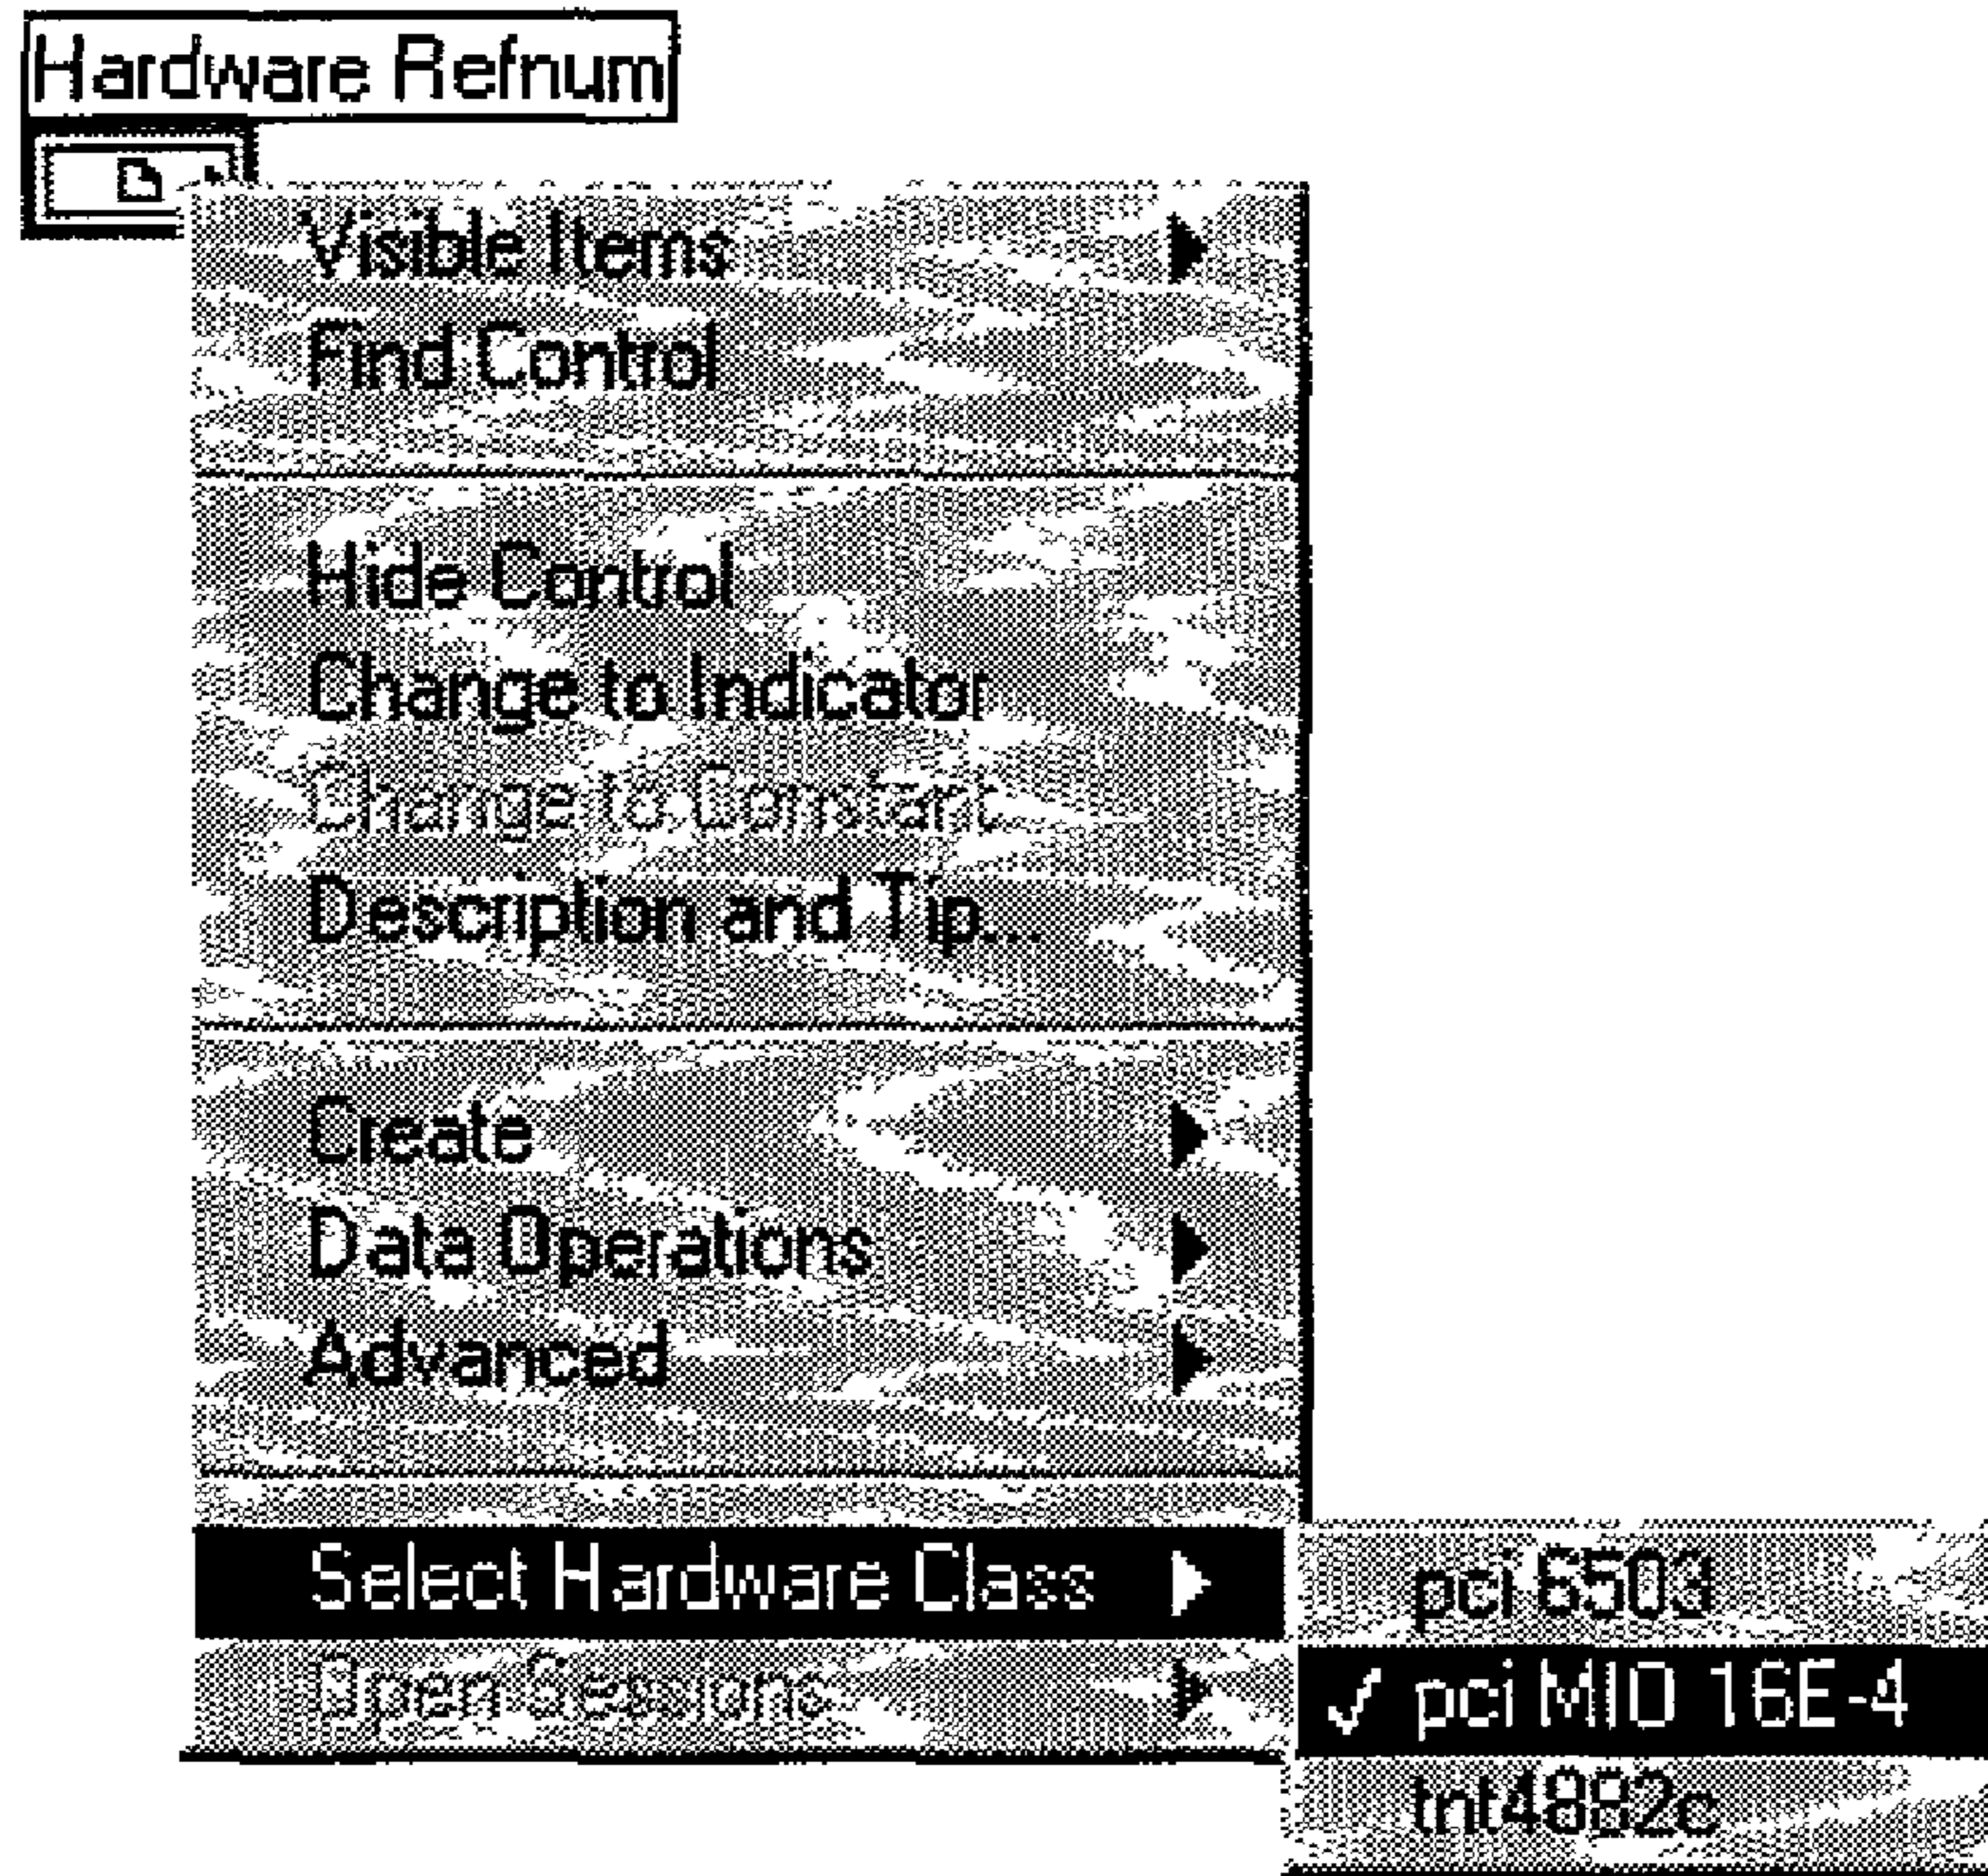 Hardware Refnum
Visible Items
Find Control
Hide Control
Change to Indicator
Change to Constant
Description and Tip...
Create
Data Operations
Advanced
Select Hardware Class
Open Sessions
pci 6503
✓ pci MIO 16E-4
tnt4882c